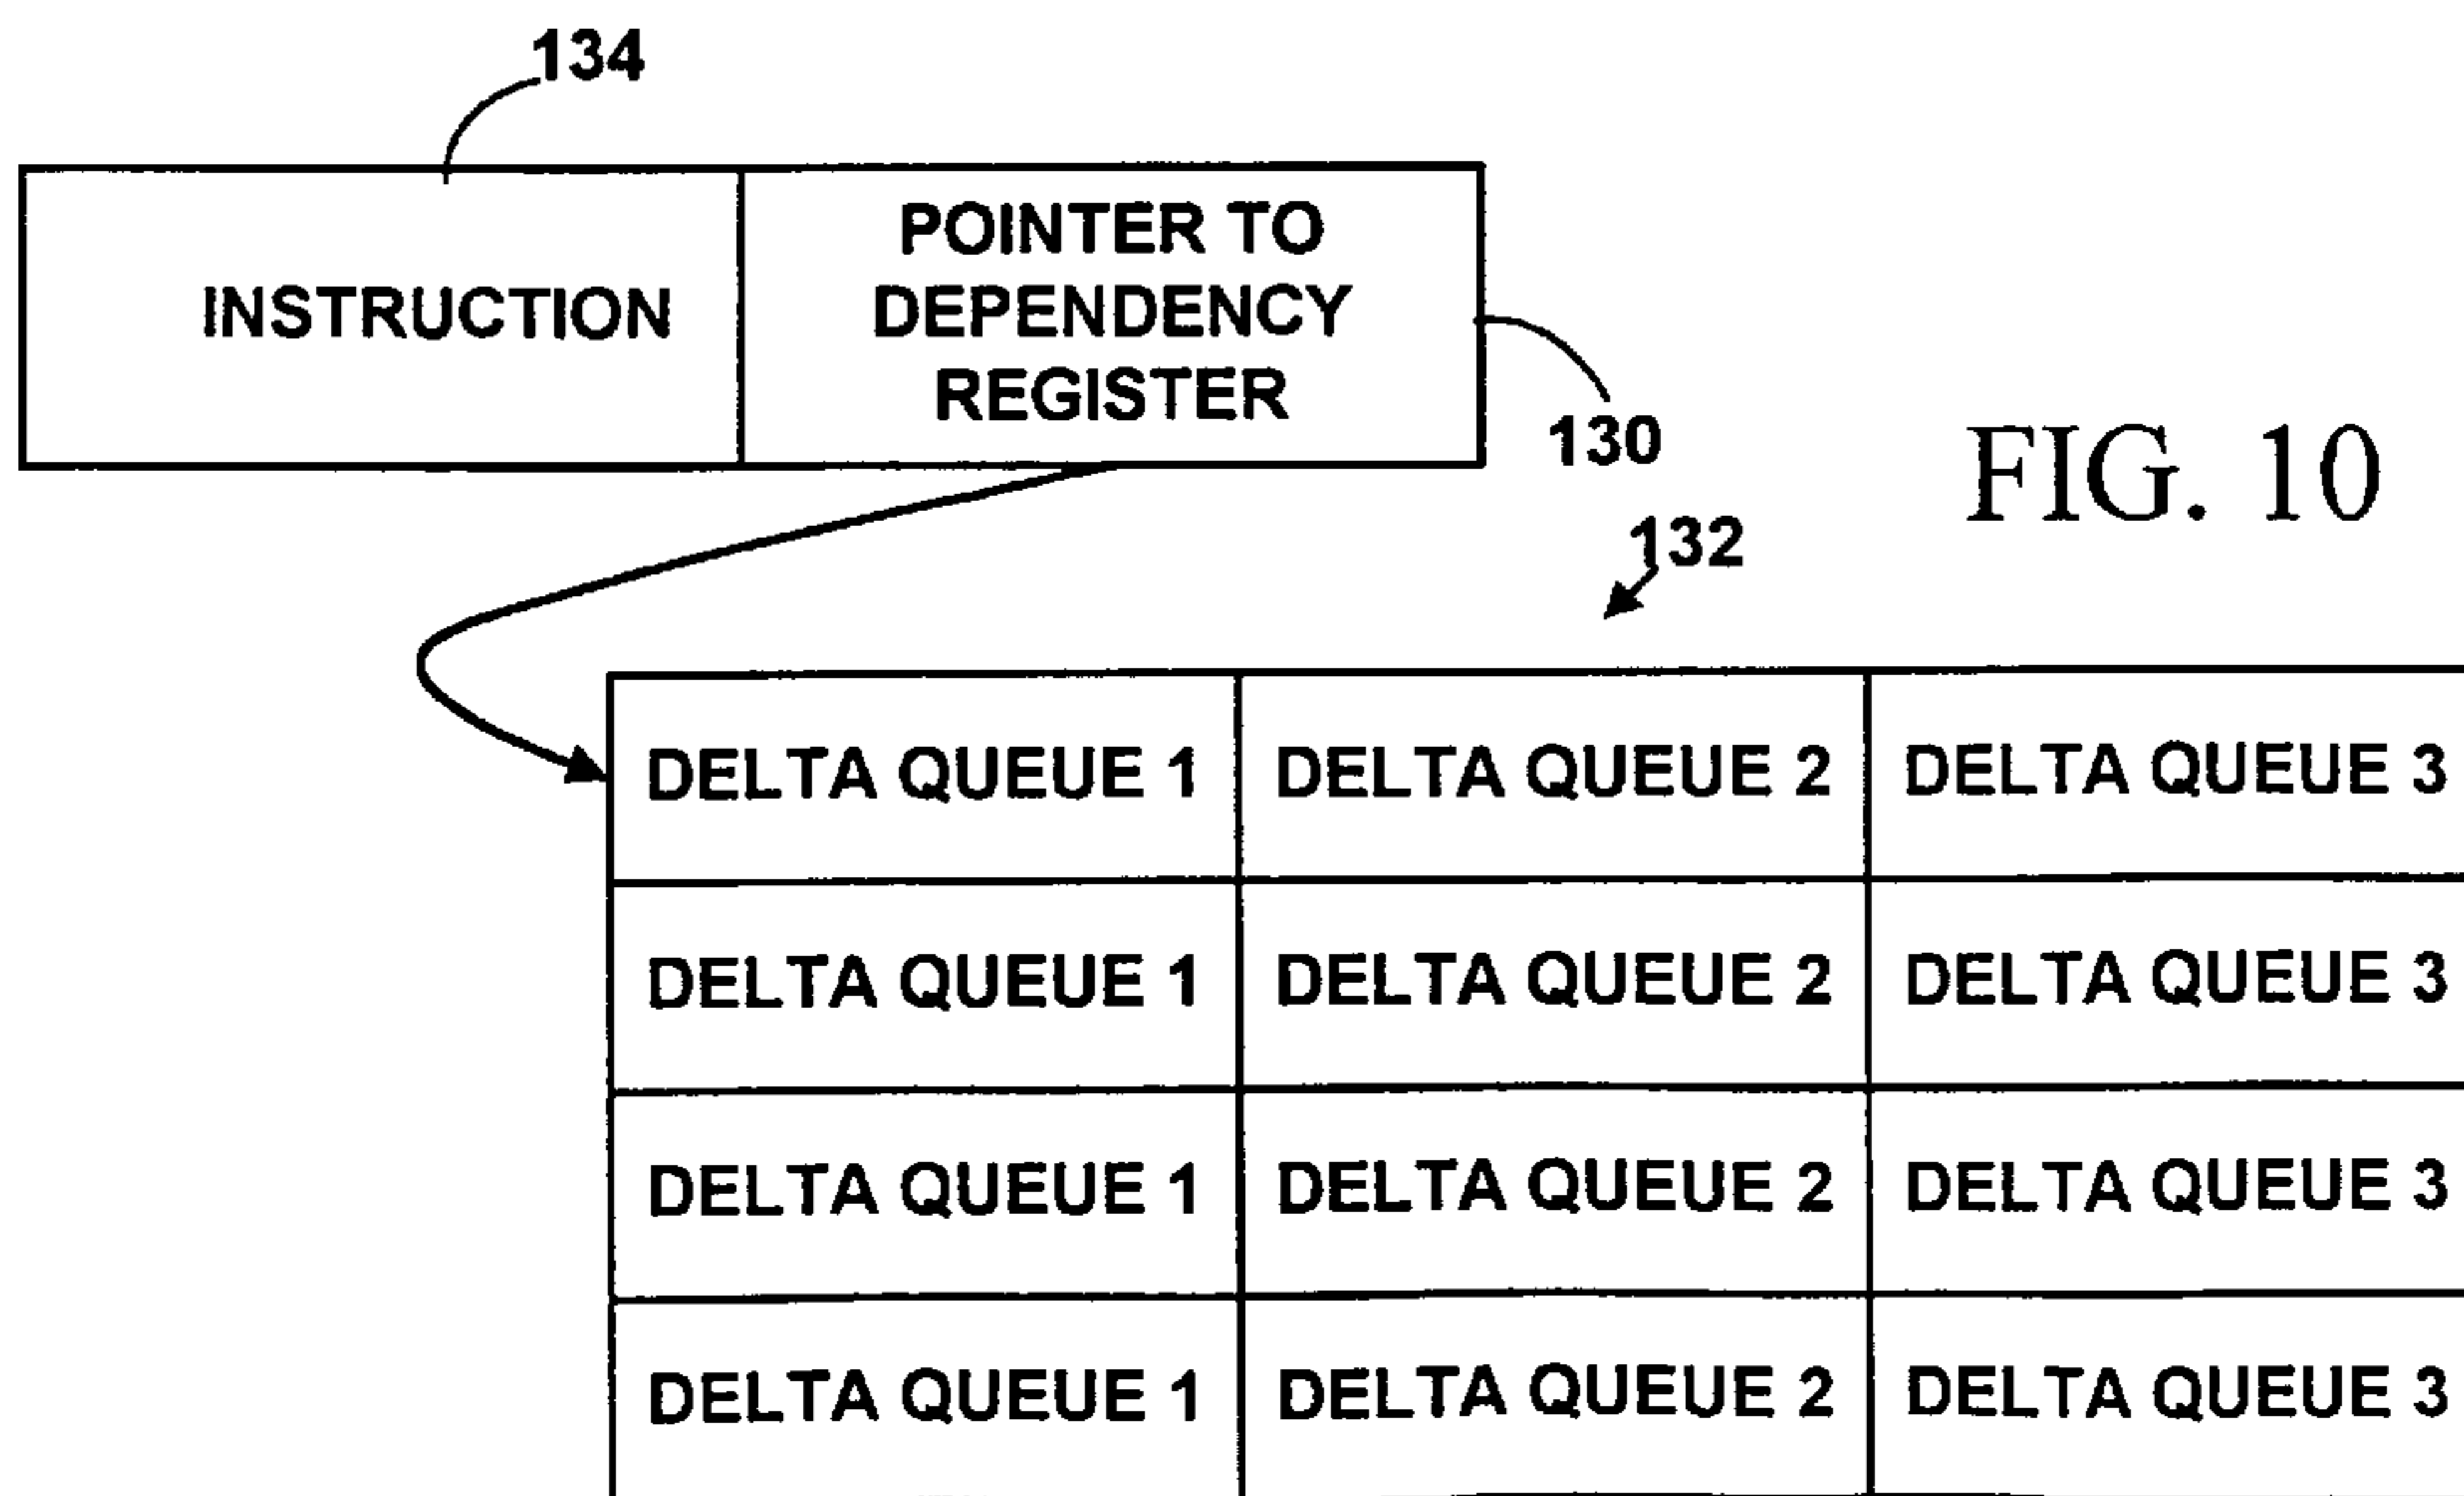 134
INSTRUCTION
POINTER TO
DEPENDENCY
REGISTER
130
FIG. 10
132
DELTA QUEUE 1 DELTA QUEUE 2 DELTA QUEUE 3
DELTA QUEUE 1 DELTA QUEUE 2 DELTA QUEUE 3
DELTA QUEUE 1 DELTA QUEUE 2 DELTA QUEUE 3
DELTA QUEUE 1 DELTA QUEUE 2 DELTA QUEUE 3